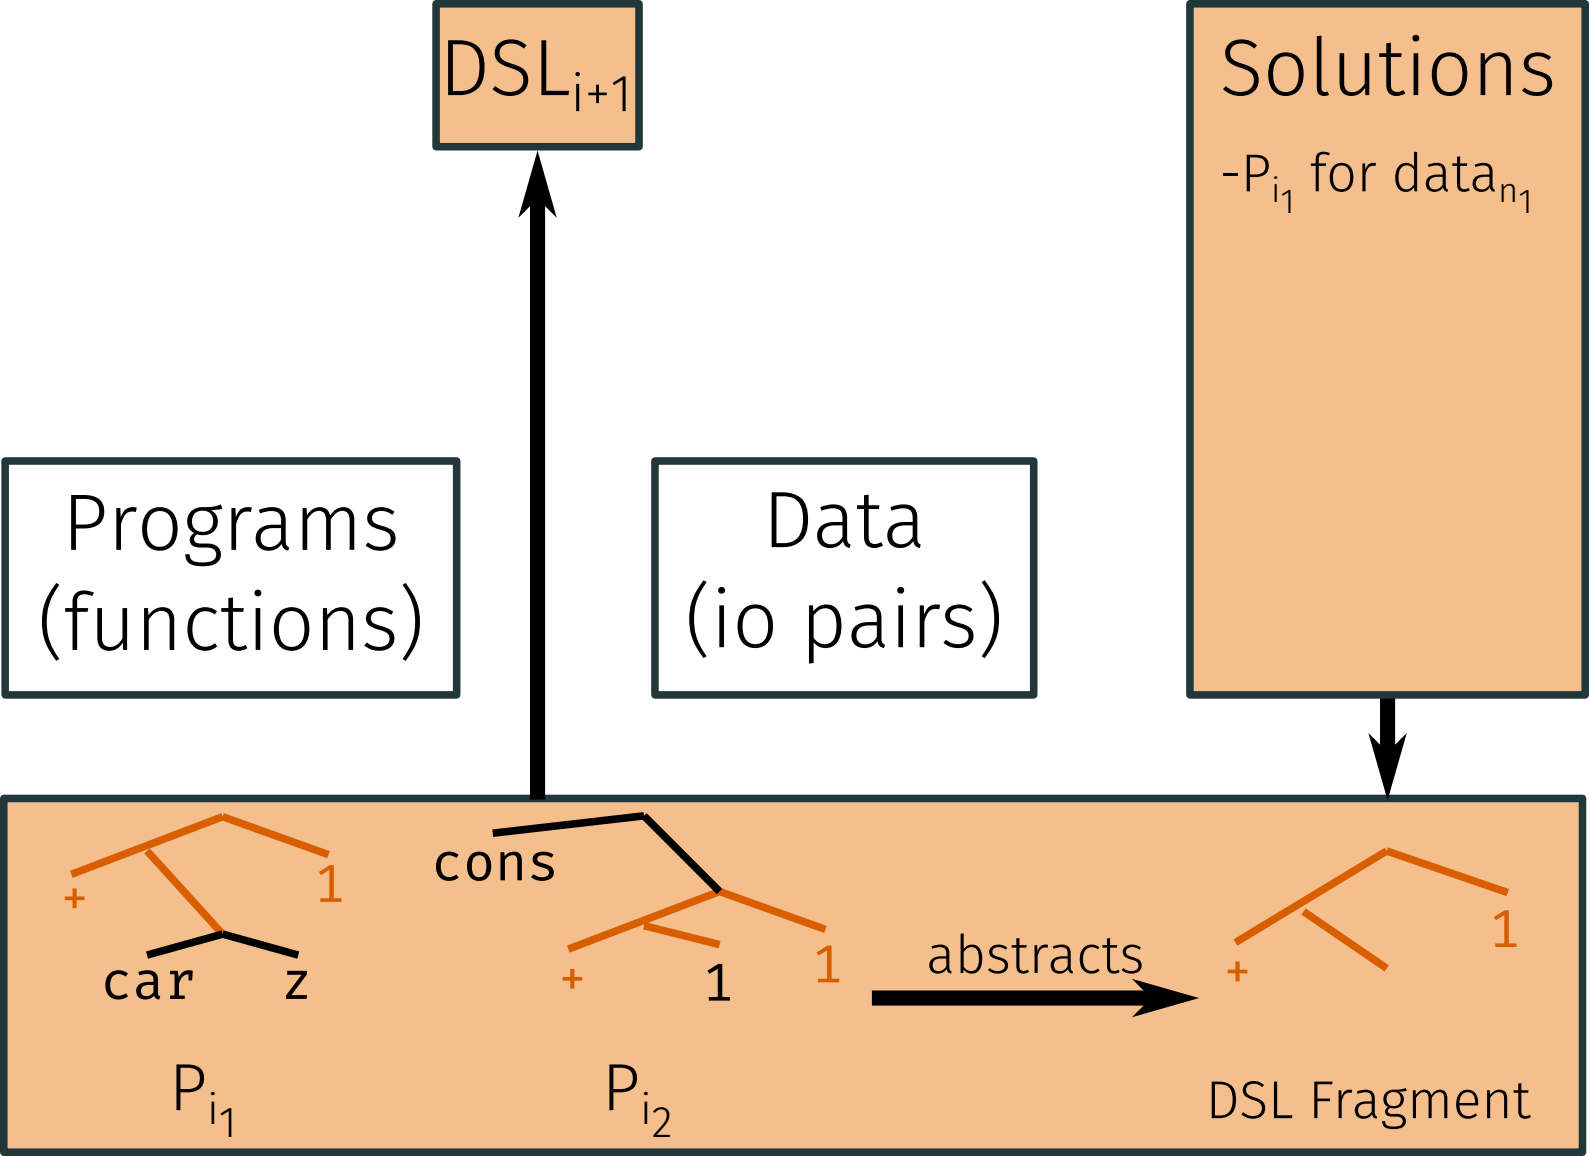 DSLi+1
Solutions
-Pi1 for datan1
Programs
(functions)
Data
(io pairs)
+
1
car
z
Pi1
cons
+
1
1
Pi2
abstracts
+
1
DSL Fragment